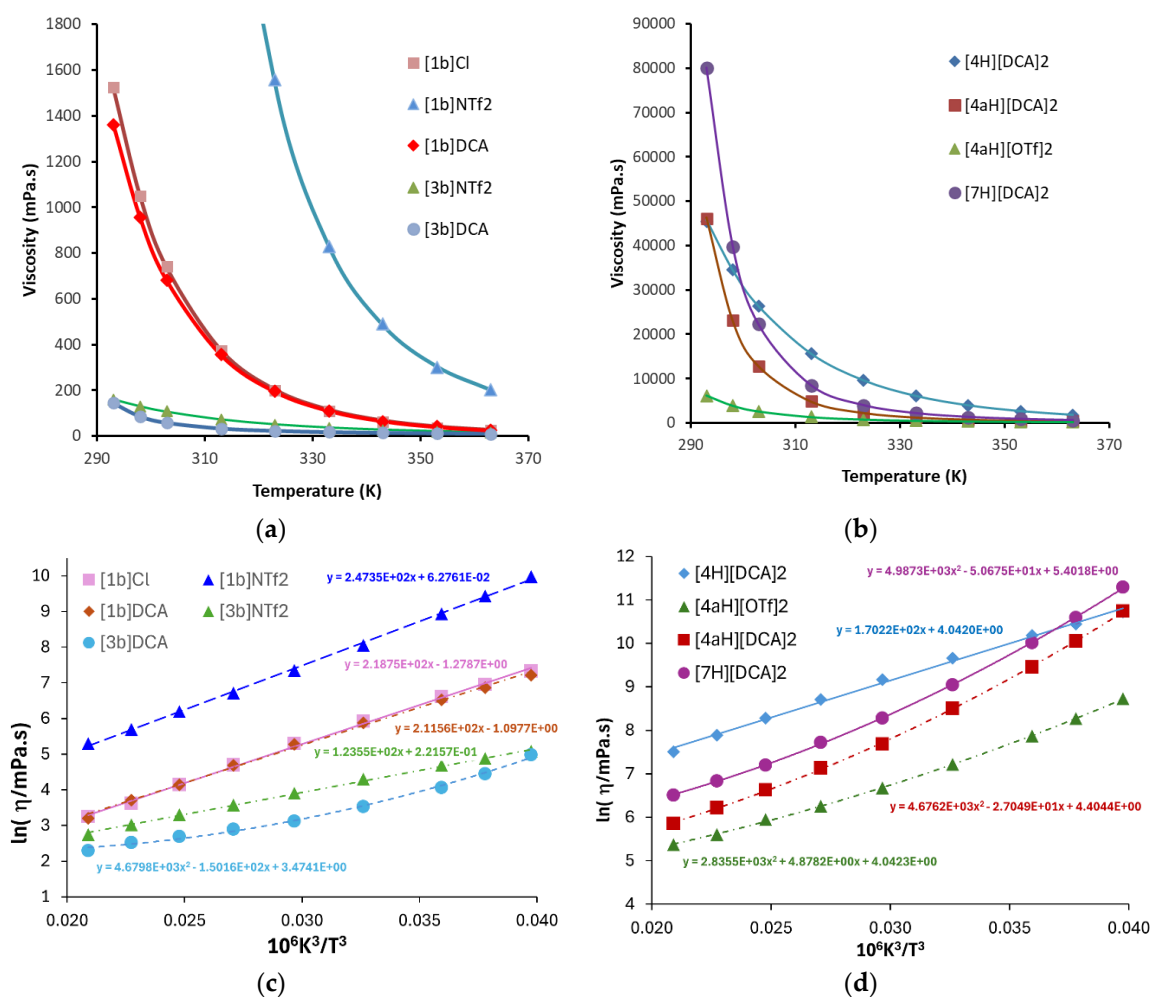 1800
1600
1400
1200
1000
800
600
400
200
0
Viscosity (mPa.s)
290
310
330
350
370
Temperature (K)
[1b]Cl
[1b]NTf2
[1b]DCA
[3b]NTf2
[3b]DCA
(a)
90000
80000
70000
60000
50000
40000
30000
20000
10000
0
Viscosity (mPa.s)
290
310
330
350
370
Temperature (K)
[4H][DCA]2
[4aH][DCA]2
[4aH][OTf]2
[7H][DCA]2
(b)
10
9
8
7
6
5
4
3
2
1
ln( η/mPa.s)
[1b]Cl
[1b]NTf2
[1b]DCA
[3b]NTf2
[3b]DCA
y = 2.4735E+02x + 6.2761E-02
y = 2.1875E+02x - 1.2787E+00
y = 2.1156E+02x - 1.0977E+00
y = 1.2355E+02x + 2.2157E-01
y = 4.6798E+03x² - 1.5016E+02x + 3.4741E+00
0.020
0.025
0.030
0.035
0.040
10⁶K³/T³
(c)
12
11
10
9
8
7
6
5
4
ln( η/mPa.s)
[4H][DCA]2
[4aH][OTf]2
[4aH][DCA]2
[7H][DCA]2
y = 4.9873E+03x² - 5.0675E+01x + 5.4018E+00
y = 1.7022E+02x + 4.0420E+00
y = 4.6762E+03x² - 2.7049E+01x + 4.4044E+00
y = 2.8355E+03x² + 4.8782E+00x + 4.0423E+00
0.020
0.025
0.030
0.035
0.040
10⁶K³/T³
(d)